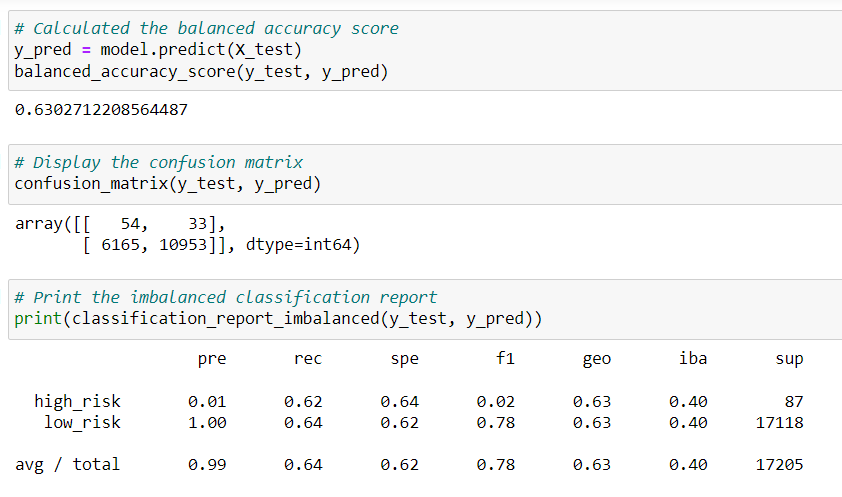 # Calculated the balanced accuracy score
y_pred = model.predict(X_test)
balanced_accuracy_score(y_test, y_pred)
0.6302712208564487
# Display the confusion matrix
confusion_matrix(y_test, y_pred)
array([[   54,    33],
       [ 6165, 10953]], dtype=int64)
# Print the imbalanced classification report
print(classification_report_imbalanced(y_test, y_pred))
pre rec spe f1 geo iba sup
high_risk 0.01 0.62 0.64 0.02 0.63 0.40 87
low_risk 1.00 0.64 0.62 0.78 0.63 0.40 17118
avg / total 0.99 0.64 0.62 0.78 0.63 0.40 17205